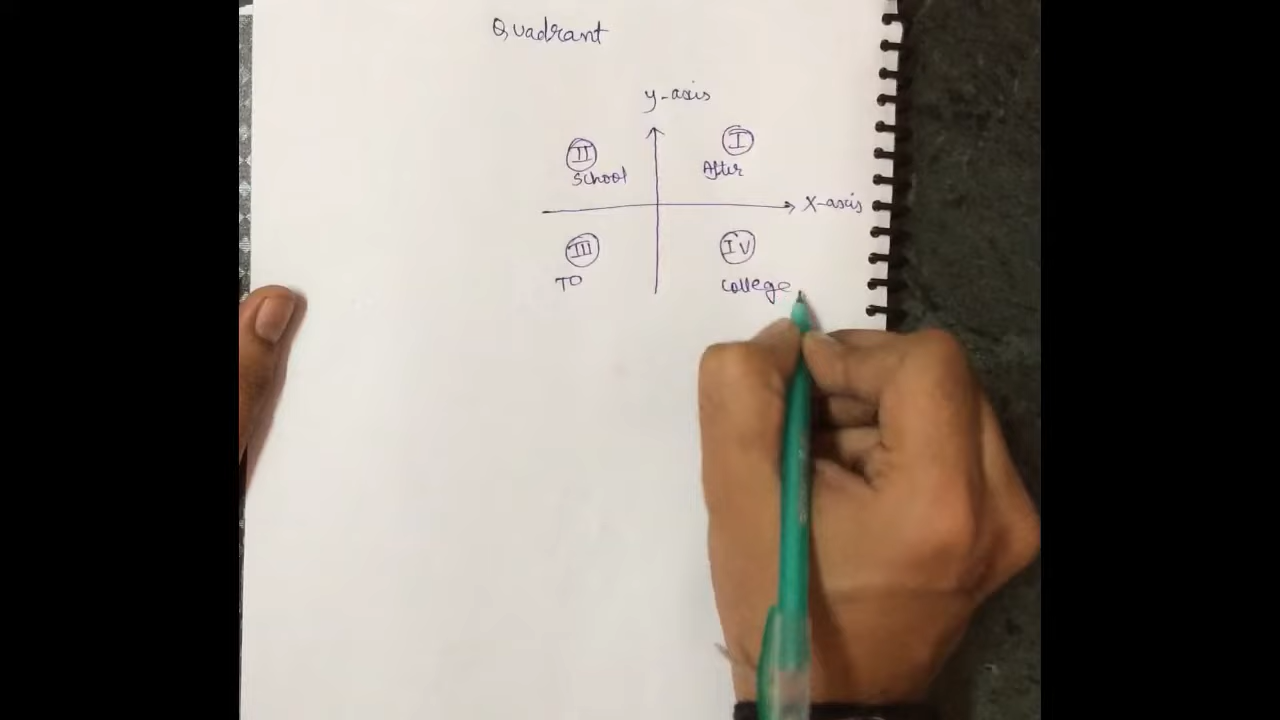 Quadrant
y-axis
II I
School After
X-axis
III IV
TO College